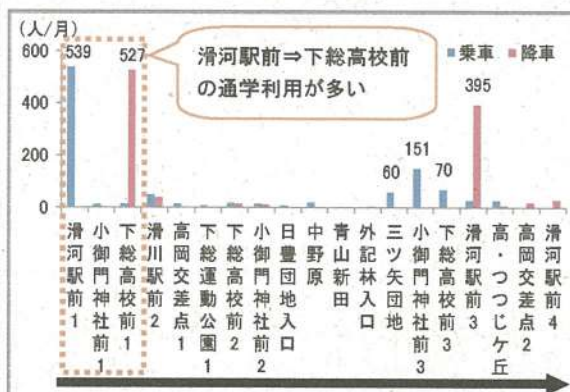 (人/月)
600
400
200
0
539
527
滑河駅前⇒下総高校前
の通学利用が多い
乗車
降車
60
151
70
395
滑河駅前1
小御門神社前1
下総高校前1
滑川駅前2
高岡交差点1
下総運動公園1
下総高校前2
小御門神社前2
日豊団地入口
中野原
青山新田
外記林入口
三ツ矢団地
小御門神社前3
下総高校前3
滑河駅前3
高・つつじケ丘
高岡交差点2
滑河駅前4